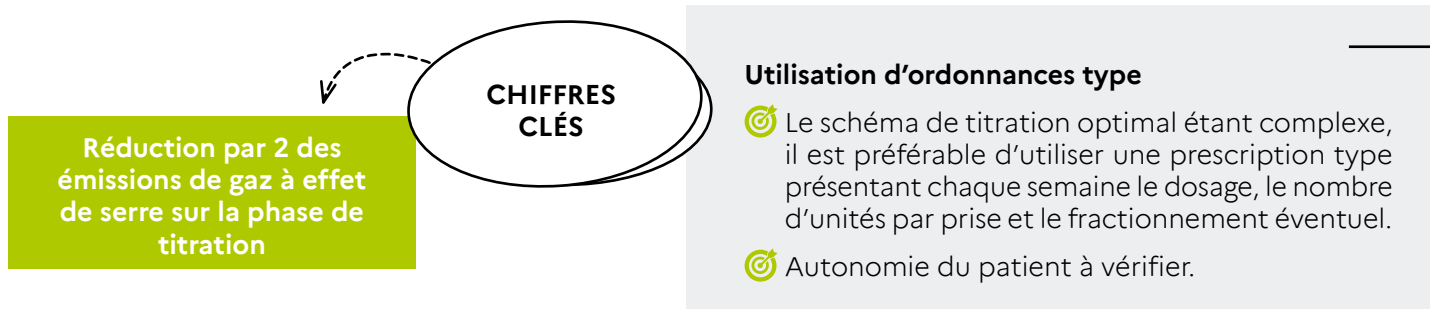 CHIFFRES
CLÉS
Réduction par 2 des
émissions de gaz à effet
de serre sur la phase de
titration
Utilisation d’ordonnances type
Le schéma de titration optimal étant complexe,
il est préférable d’utiliser une prescription type
présentant chaque semaine le dosage, le nombre
d’unités par prise et le fractionnement éventuel.
Autonomie du patient à vérifier.